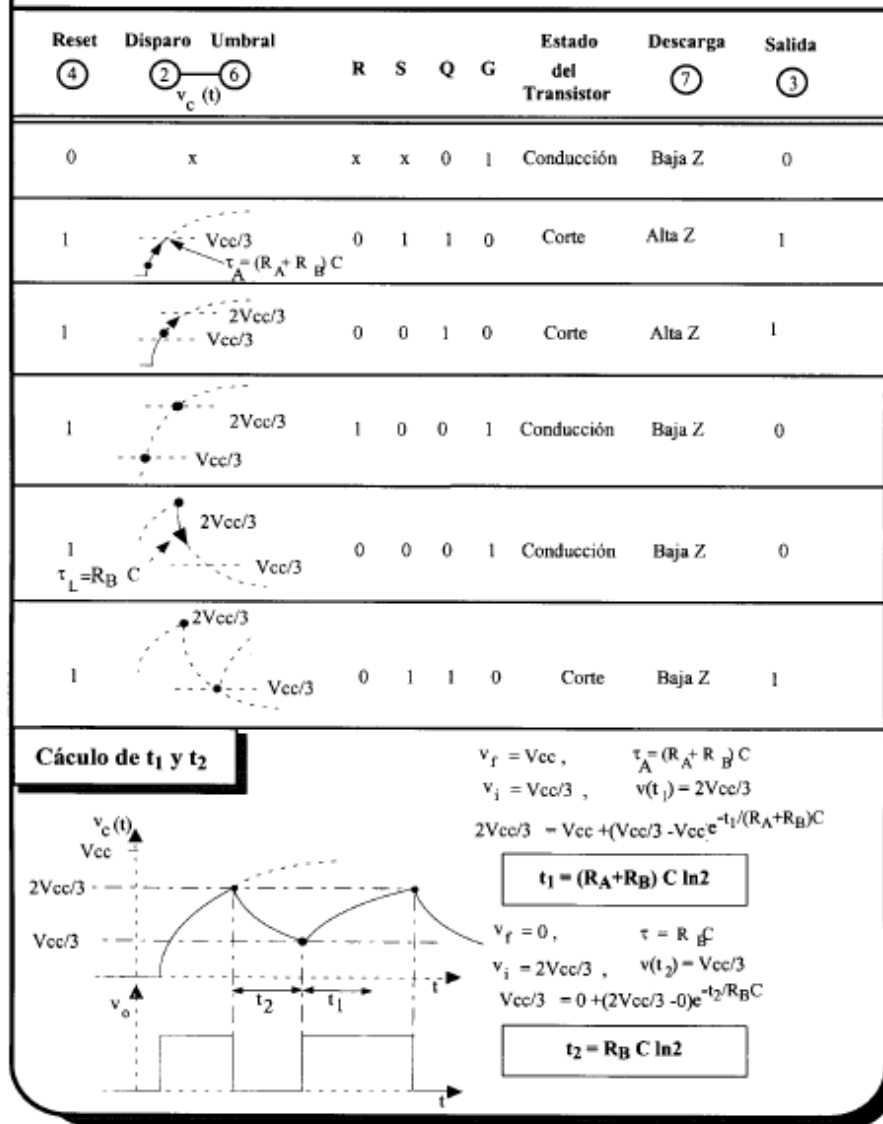 Reset Disparo Umbral R S Q G Estado del Transistor Descarga Salida
4 2 6 7 3
v_c (t)
0 x x x 0 1 Conducción Baja Z 0
1 Vcc/3 0 1 1 0 Corte Alta Z 1
τ_A=(R_A+ R_B) C
1 2Vcc/3 0 0 1 0 Corte Alta Z 1
Vcc/3
1 2Vcc/3 1 0 0 1 Conducción Baja Z 0
Vcc/3
1 2Vcc/3 0 0 0 1 Conducción Baja Z 0
Vcc/3
τ_L=R_B C
2Vcc/3
1 Vcc/3 0 1 1 0 Corte Baja Z 1
Cáculo de t₁ y t₂
v_f = Vcc , τ_A=(R_A+ R_B) C
v_i = Vcc/3 , v(t_1) = 2Vcc/3
2Vcc/3 = Vcc +(Vcc/3 -Vcc)e^-t₁/(R_A+R_B)C
t₁ = (R_A+R_B) C ln2
v_f = 0 , τ = R_B C
v_i = 2Vcc/3 , v(t_2) = Vcc/3
Vcc/3 = 0 +(2Vcc/3 -0)e^-t₂/R_BC
t₂ = R_B C ln2
v_c (t)
Vcc
2Vcc/3
Vcc/3
t
t₂ t₁
v_o
t